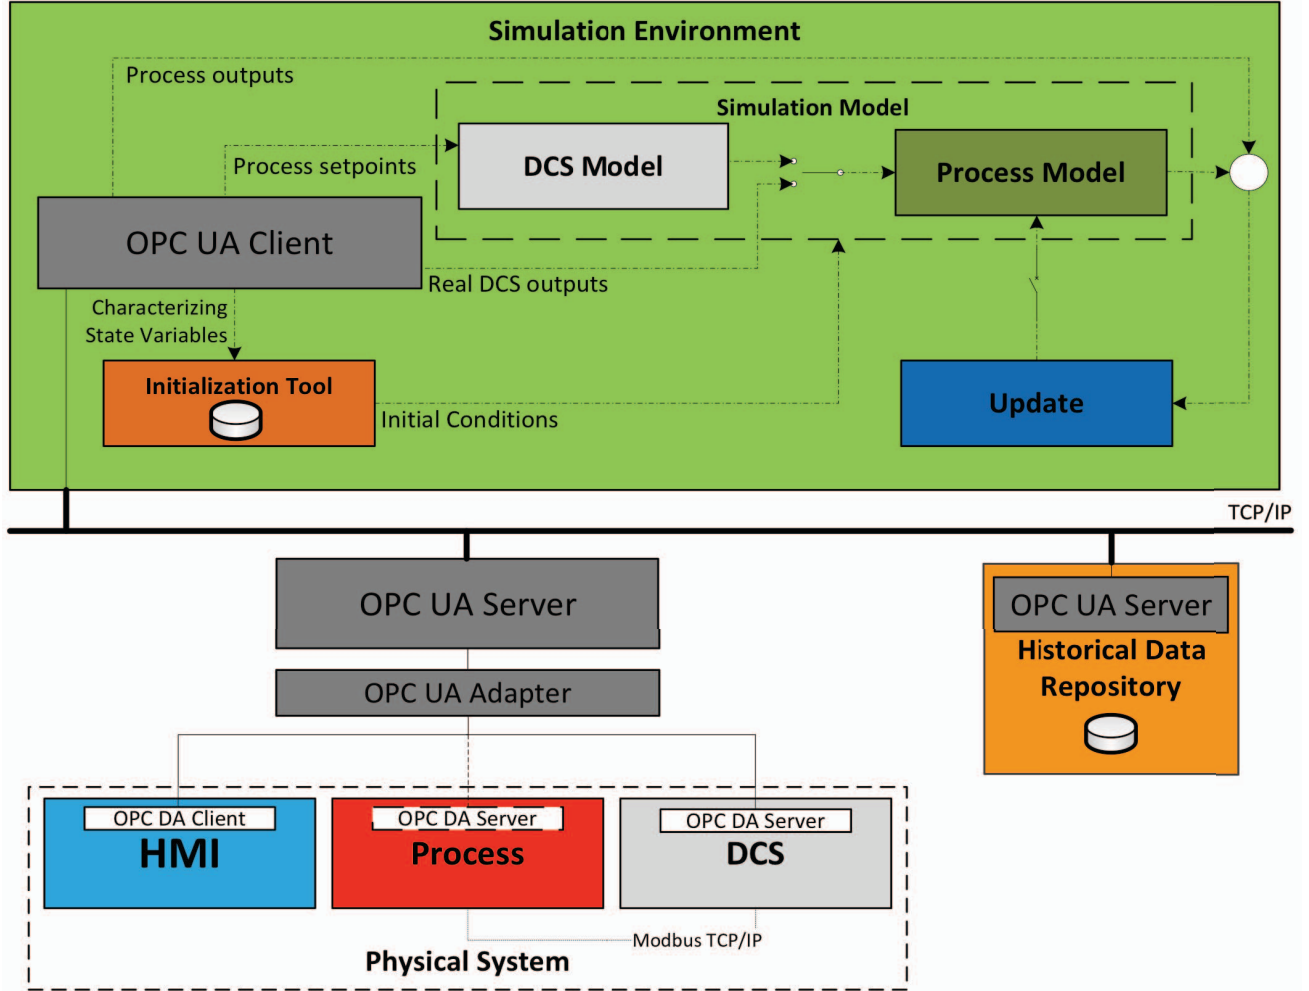 Simulation Environment
Process outputs
Simulation Model
Process setpoints
DCS Model
Process Model
OPC UA Client
Real DCS outputs
Characterizing
State Variables
Initialization Tool
Initial Conditions
Update
TCP/IP
OPC UA Server
OPC UA Adapter
OPC UA Server
Historical Data
Repository
OPC DA Client
HMI
OPC DA Server
Process
OPC DA Server
DCS
Modbus TCP/IP
Physical System